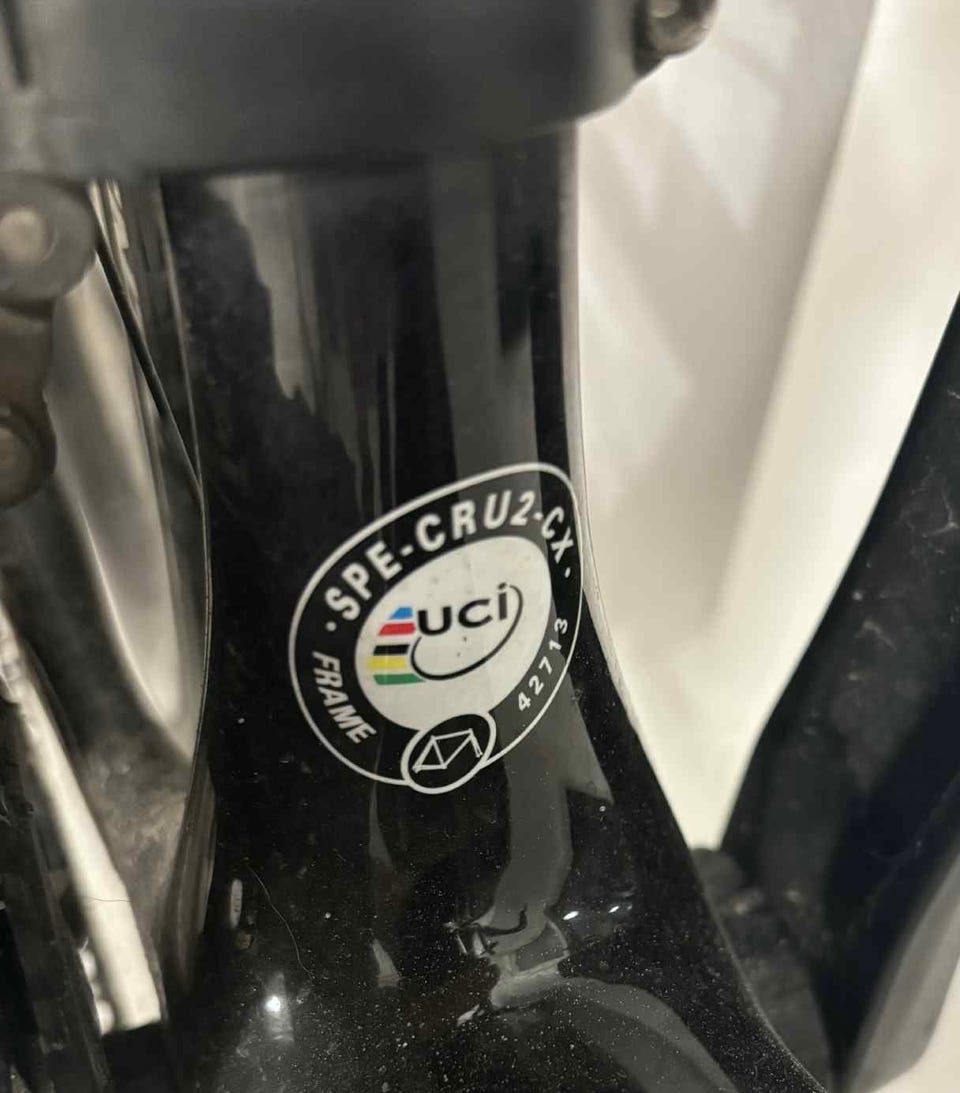 • SPE-CRU2-CX •
uci
FRAME
42713